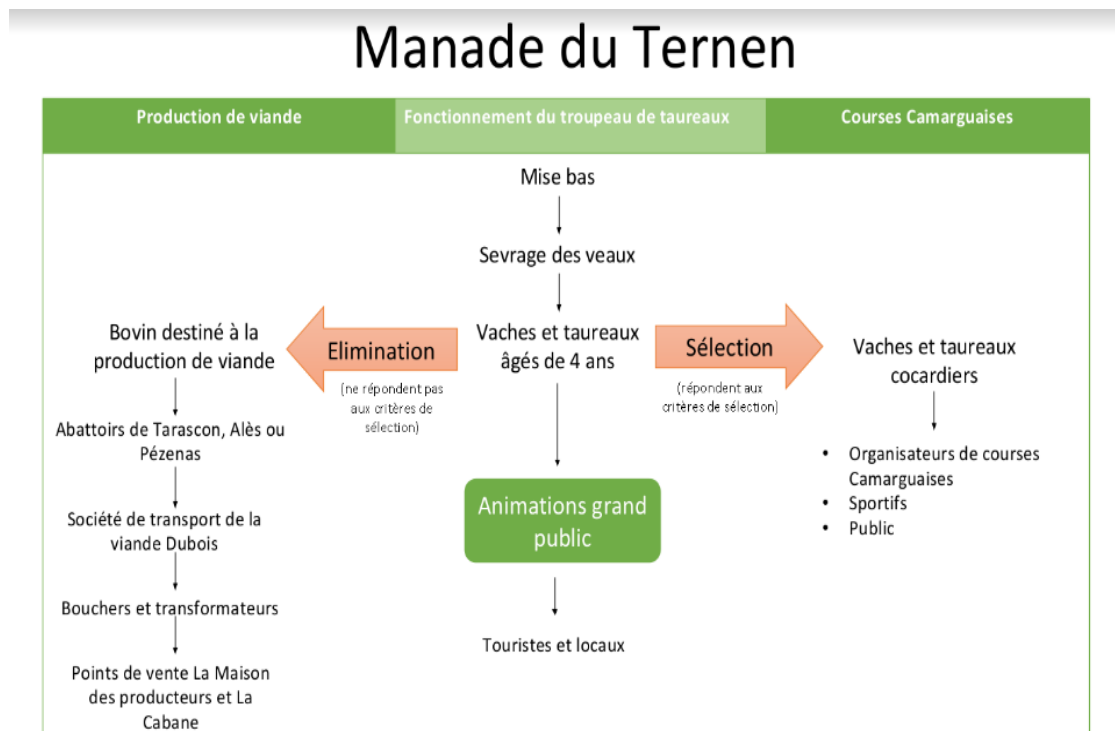 Manade du Ternen
Production de viande
Fonctionnement du troupeau de taureaux
Courses Camarguaises
Mise bas
Sevrage des veaux
Vaches et taureaux
âgés de 4 ans
Elimination
(ne répondent pas
aux critères de
sélection)
Sélection
(répondent aux
critères de sélection)
Bovin destiné à la
production de viande
Abattoirs de Tarascon, Alès ou
Pézenas
Société de transport de la
viande Dubois
Bouchers et transformateurs
Points de vente La Maison
des producteurs et La
Cabane
Animations grand
public
Touristes et locaux
Vaches et taureaux
cocardiers
• Organisateurs de courses
Camarguaises
• Sportifs
• Public